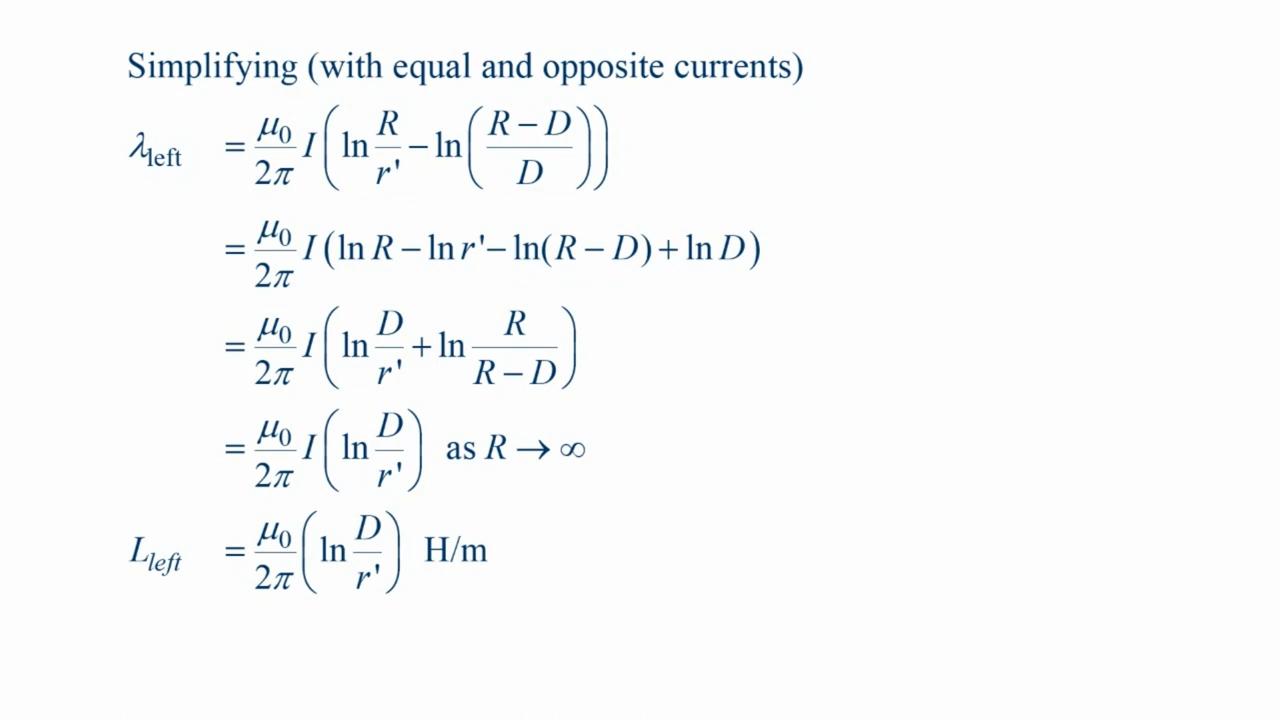 Simplifying (with equal and opposite currents)
λ_left = μ₀/2π I (ln R/r' − ln((R − D)/D))
= μ₀/2π I (ln R − ln r' − ln(R − D) + ln D)
= μ₀/2π I (ln D/r' + ln R/(R − D))
= μ₀/2π I (ln D/r') as R → ∞
L_left = μ₀/2π (ln D/r') H/m